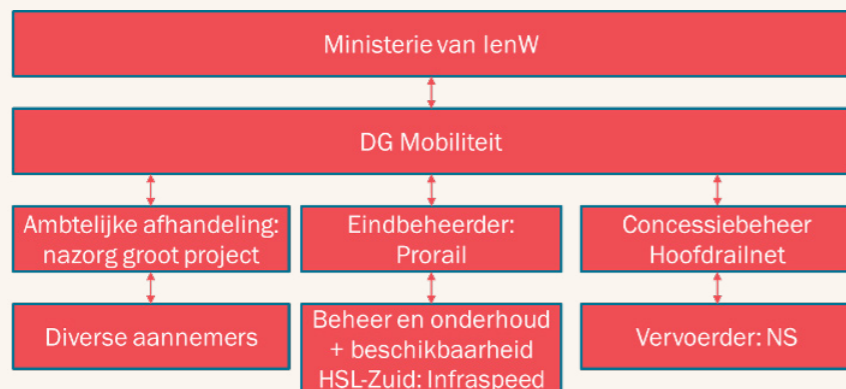 Ministerie van IenW
DG Mobiliteit
Ambtelijke afhandeling:
nazorg groot project
Eindbeheerder:
Prorail
Concessiebeheer
Hoofdrailnet
Diverse aannemers
Beheer en onderhoud
+ beschikbaarheid
HSL-Zuid: Infraspeed
Vervoerder: NS